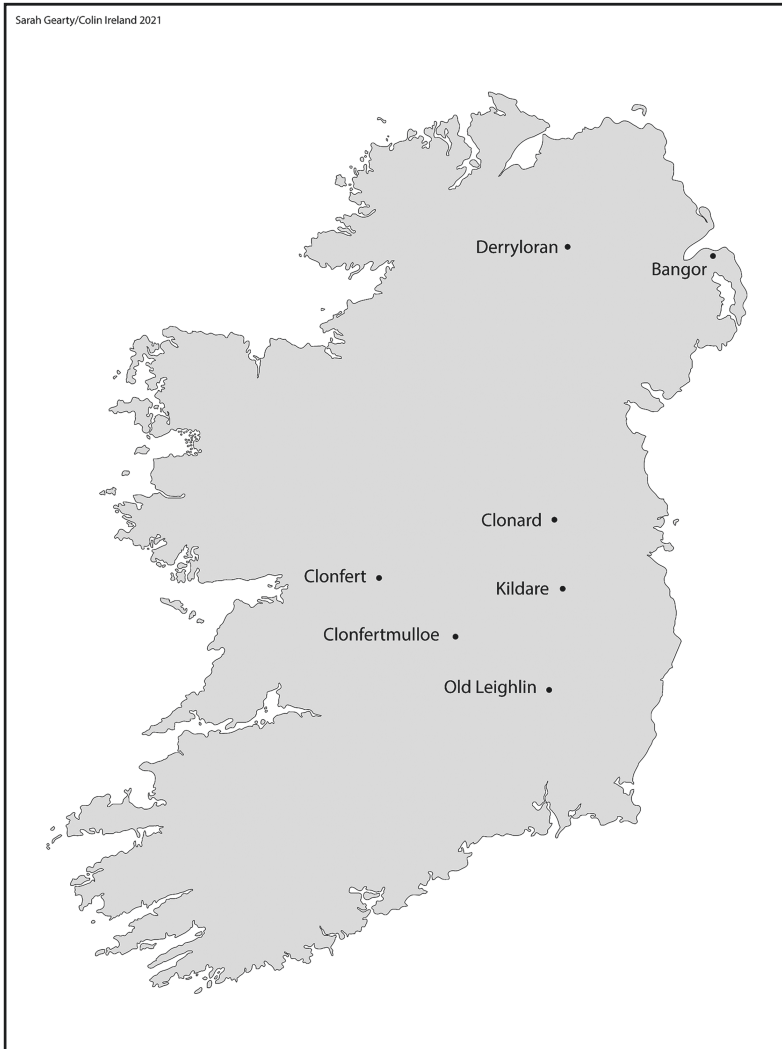 Sarah Gearty/Colin Ireland 2021
Derryloran
Bangor
Clonard
Clonfert
Kildare
Clonfertmulloe
Old Leighlin